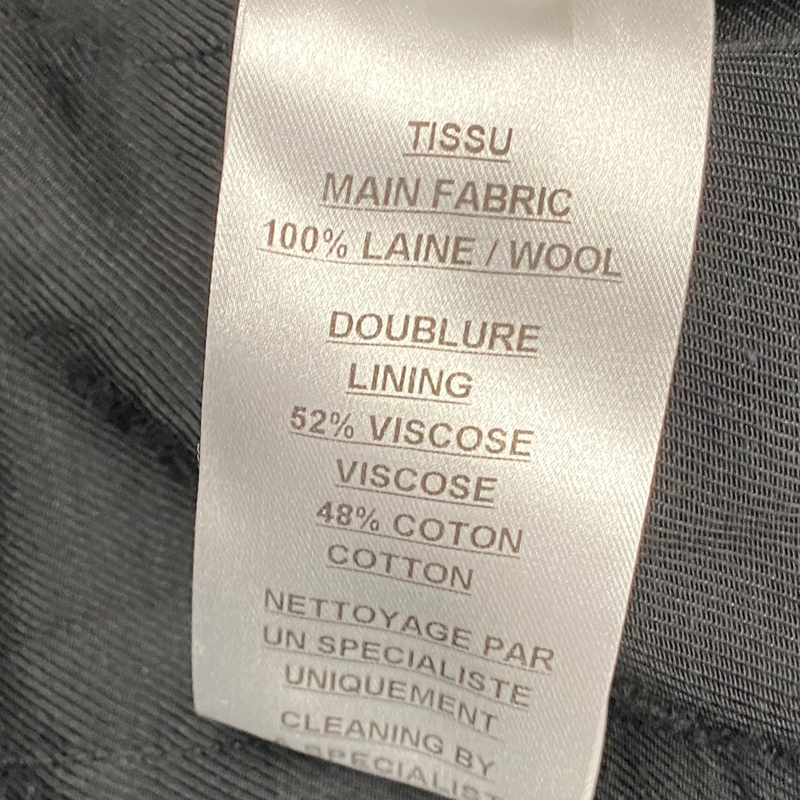 TISSU
MAIN FABRIC
100% LAINE / WOOL
DOUBLURE
LINING
52% VISCOSE
VISCOSE
48% COTON
COTTON
NETTOYAGE PAR
UN SPECIALISTE
UNIQUEMENT
CLEANING BY
A SPECIALIST